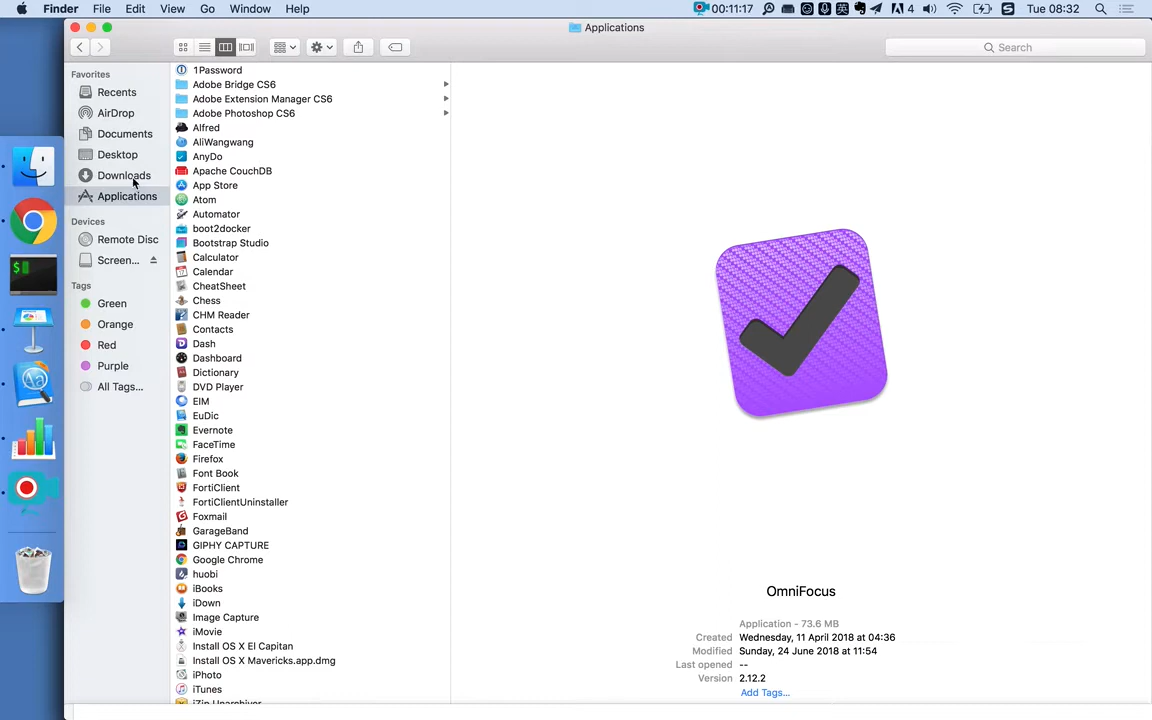 Finder File Edit View Go Window Help 00:11:17 英 4 Tue 08:32
Applications
Search
Favorites
Recents
AirDrop
Documents
Desktop
Downloads
Applications
Devices
Remote Disc
Screen...
Tags
Green
Orange
Red
Purple
All Tags...
1Password
Adobe Bridge CS6
Adobe Extension Manager CS6
Adobe Photoshop CS6
Alfred
AliWangwang
AnyDo
Apache CouchDB
App Store
Atom
Automator
boot2docker
Bootstrap Studio
Calculator
Calendar
CheatSheet
Chess
CHM Reader
Contacts
Dash
Dashboard
Dictionary
DVD Player
EIM
EuDic
Evernote
FaceTime
Firefox
Font Book
FortiClient
FortiClientUninstaller
Foxmail
GarageBand
GIPHY CAPTURE
Google Chrome
huobi
iBooks
iDown
Image Capture
iMovie
Install OS X El Capitan
Install OS X Mavericks.app.dmg
iPhoto
iTunes
OmniFocus
Application - 73.6 MB
Created Wednesday, 11 April 2018 at 04:36
Modified Sunday, 24 June 2018 at 11:54
Last opened --
Version 2.12.2
Add Tags...